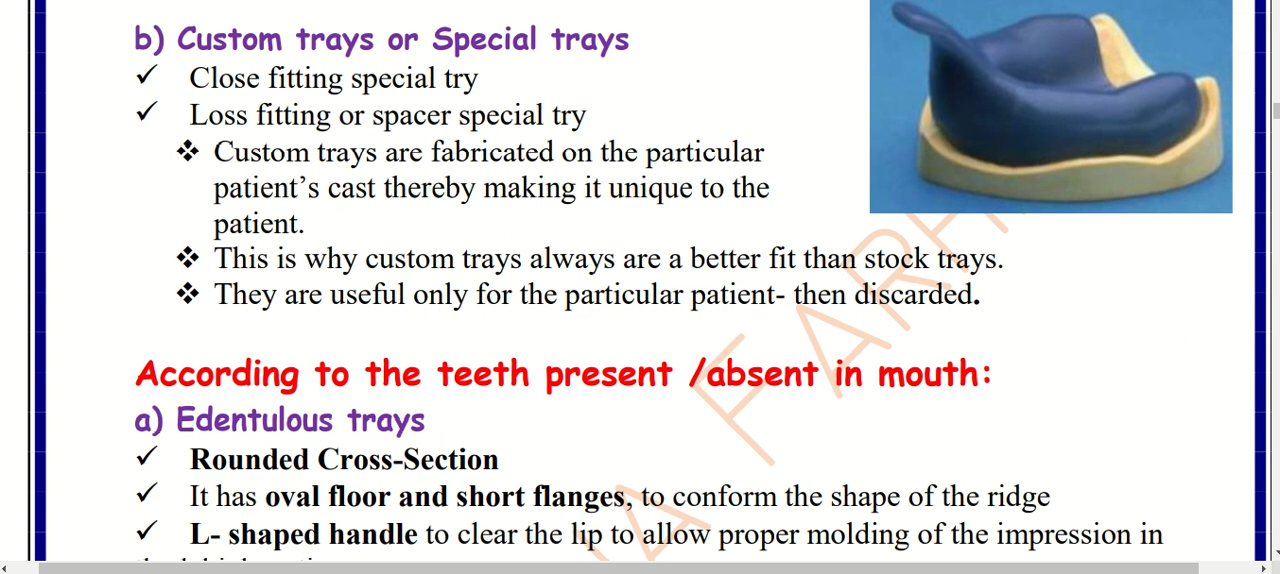 b) Custom trays or Special trays
✓ Close fitting special try
✓ Loss fitting or spacer special try
❖ Custom trays are fabricated on the particular
patient’s cast thereby making it unique to the
patient.
❖ This is why custom trays always are a better fit than stock trays.
❖ They are useful only for the particular patient- then discarded.
According to the teeth present /absent in mouth:
a) Edentulous trays
✓ Rounded Cross-Section
✓ It has oval floor and short flanges, to conform the shape of the ridge
✓ L- shaped handle to clear the lip to allow proper molding of the impression in